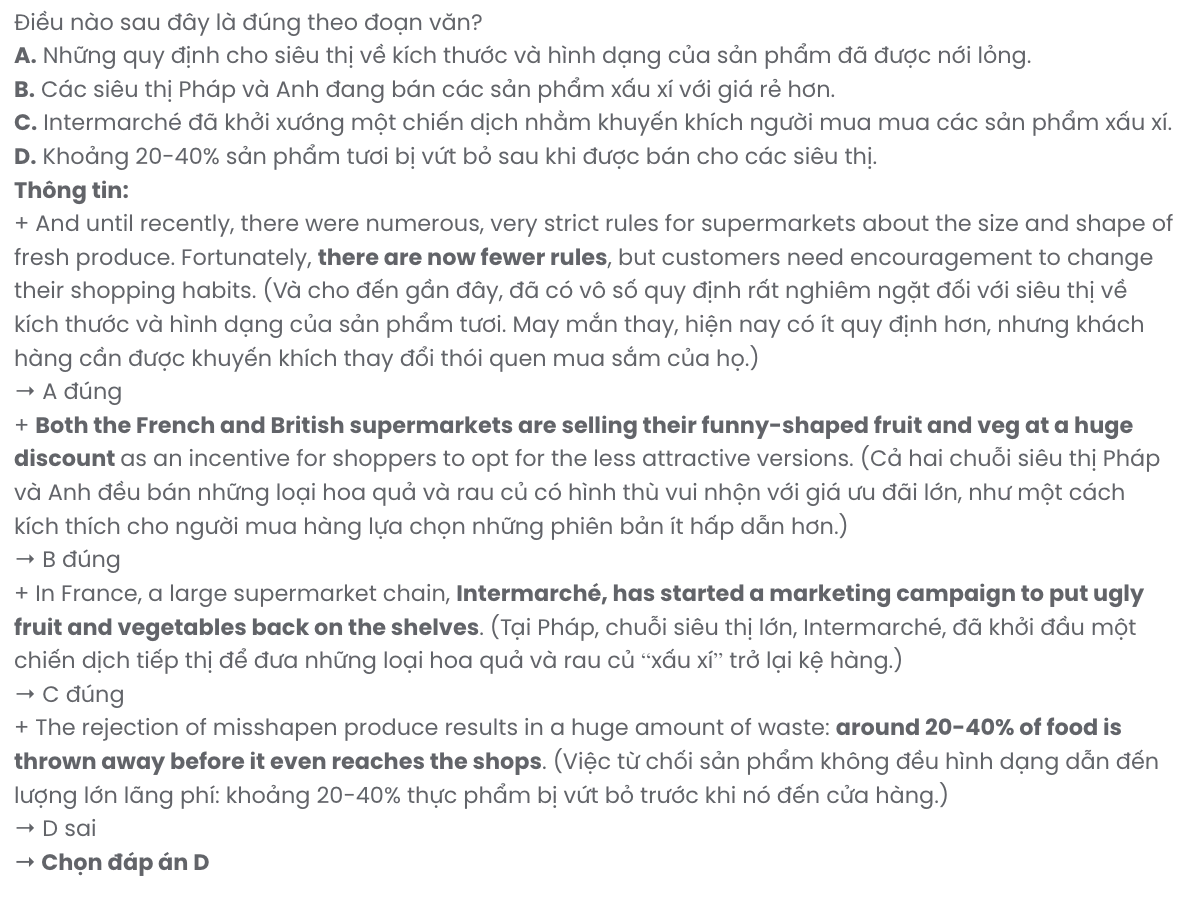 Điều nào sau đây là đúng theo đoạn văn?
A. Những quy định cho siêu thị về kích thước và hình dạng của sản phẩm đã được nới lỏng.
B. Các siêu thị Pháp và Anh đang bán các sản phẩm xấu xí với giá rẻ hơn.
C. Intermarché đã khởi xướng một chiến dịch nhằm khuyến khích người mua mua các sản phẩm xấu xí.
D. Khoảng 20-40% sản phẩm tươi bị vứt bỏ sau khi được bán cho các siêu thị.
Thông tin:
+ And until recently, there were numerous, very strict rules for supermarkets about the size and shape of
fresh produce. Fortunately, there are now fewer rules, but customers need encouragement to change
their shopping habits. (Và cho đến gần đây, đã có vô số quy định rất nghiêm ngặt đối với siêu thị về
kích thước và hình dạng của sản phẩm tươi. May mắn thay, hiện nay có ít quy định hơn, nhưng khách
hàng cần được khuyến khích thay đổi thói quen mua sắm của họ.)
→ A đúng
+ Both the French and British supermarkets are selling their funny-shaped fruit and veg at a huge
discount as an incentive for shoppers to opt for the less attractive versions. (Cả hai chuỗi siêu thị Pháp
và Anh đều bán những loại hoa quả và rau củ có hình thù vui nhộn với giá ưu đãi lớn, như một cách
kích thích cho người mua hàng lựa chọn những phiên bản ít hấp dẫn hơn.)
→ B đúng
+ In France, a large supermarket chain, Intermarché, has started a marketing campaign to put ugly
fruit and vegetables back on the shelves. (Tại Pháp, chuỗi siêu thị lớn, Intermarché, đã khởi đầu một
chiến dịch tiếp thị để đưa những loại hoa quả và rau củ “xấu xí” trở lại kệ hàng.)
→ C đúng
+ The rejection of misshapen produce results in a huge amount of waste: around 20-40% of food is
thrown away before it even reaches the shops. (Việc từ chối sản phẩm không đều hình dạng dẫn đến
lượng lớn lãng phí: khoảng 20-40% thực phẩm bị vứt bỏ trước khi nó đến cửa hàng.)
→ D sai
→ Chọn đáp án D